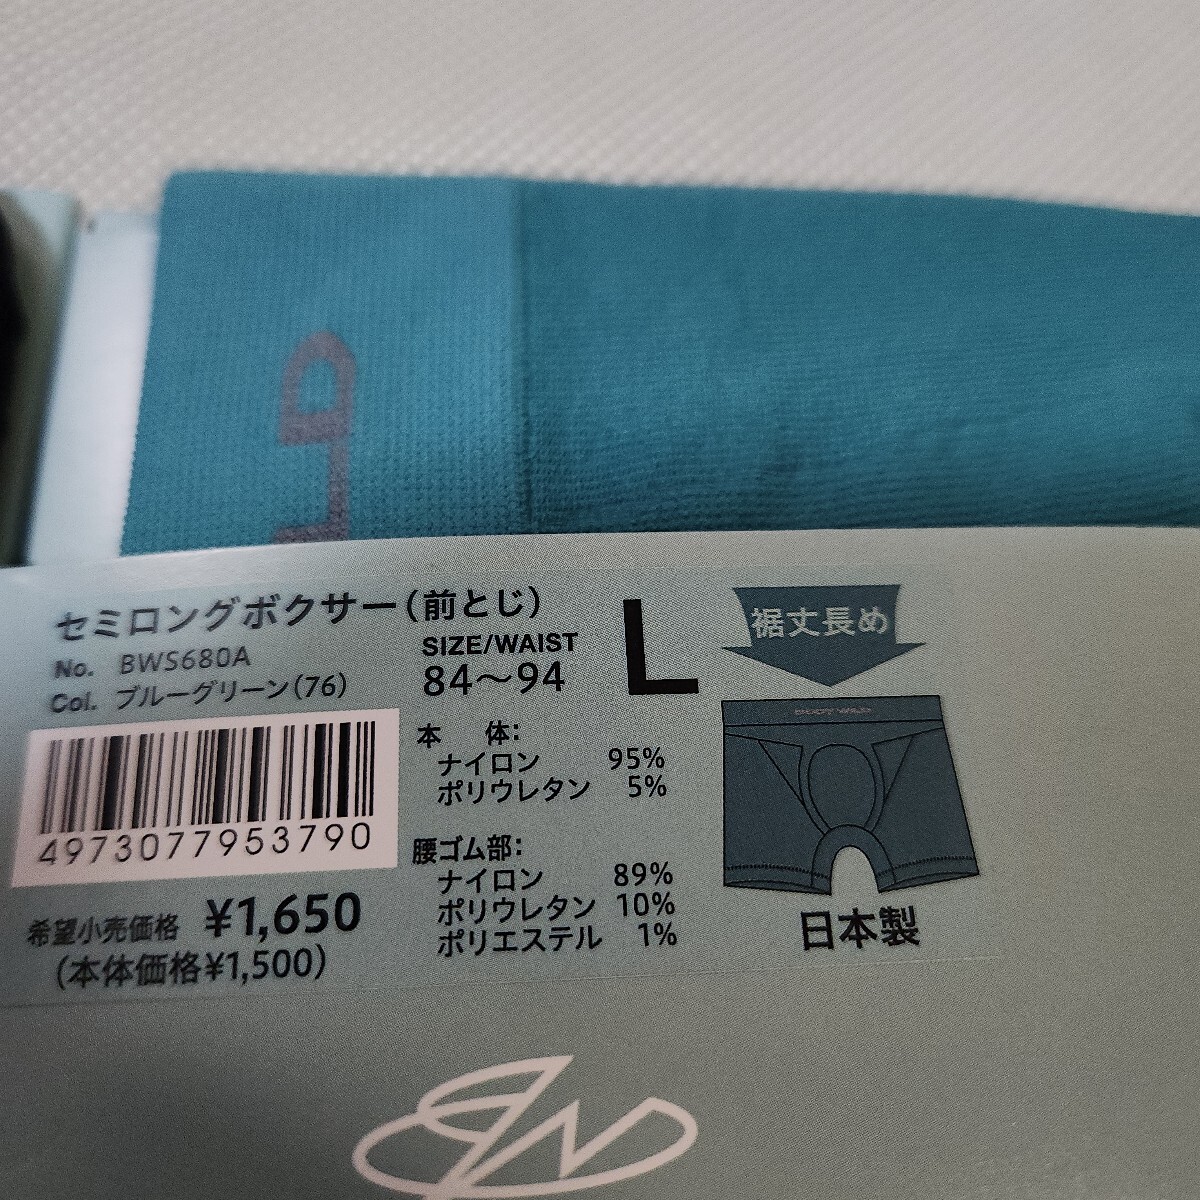 セミロングボクサー(前とじ)
No. BWS680A
Col. ブルーグリーン(76)
4973077953790
希望小売価格 ¥1,650
(本体価格¥1,500)
SIZE/WAIST
84〜94
L
本 体:
ナイロン 95%
ポリウレタン 5%
腰ゴム部:
ナイロン 89%
ポリウレタン 10%
ポリエステル 1%
裾丈長め
BODY WILD
日本製